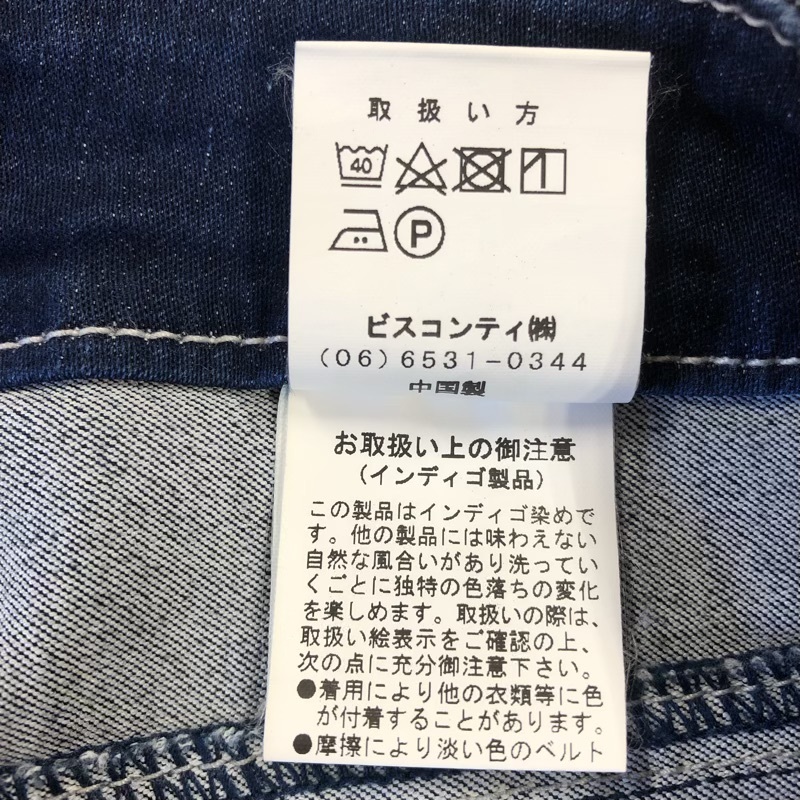 取扱い方
40
P
ビスコンティ㈱
(06)6531-0344
中国製
お取扱い上の御注意
(インディゴ製品)
この製品はインディゴ染めで
す。他の製品には味わえない
自然な風合いがあり洗ってい
くごとに独特の色落ちの変化
を楽しめます。取扱いの際は、
取扱い絵表示をご確認の上、
次の点に充分御注意下さい。
●着用により他の衣類等に色
が付着することがあります。
●摩擦により淡い色のベルト